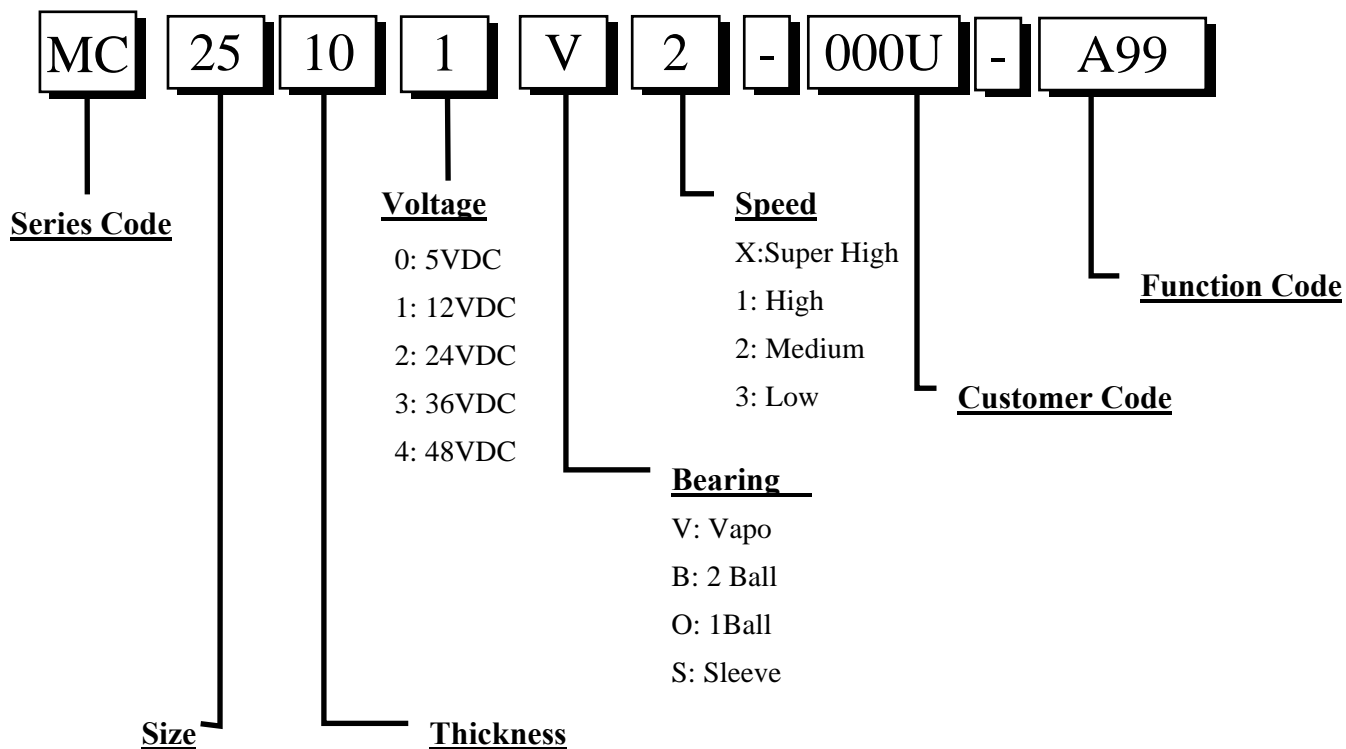 MC 25 10 1 V 2 - 000U - A99
Series Code
Voltage
0: 5VDC
1: 12VDC
2: 24VDC
3: 36VDC
4: 48VDC
Speed
X:Super High
1: High
2: Medium
3: Low
Function Code
Customer Code
Bearing
V: Vapo
B: 2 Ball
O: 1Ball
S: Sleeve
Size
Thickness